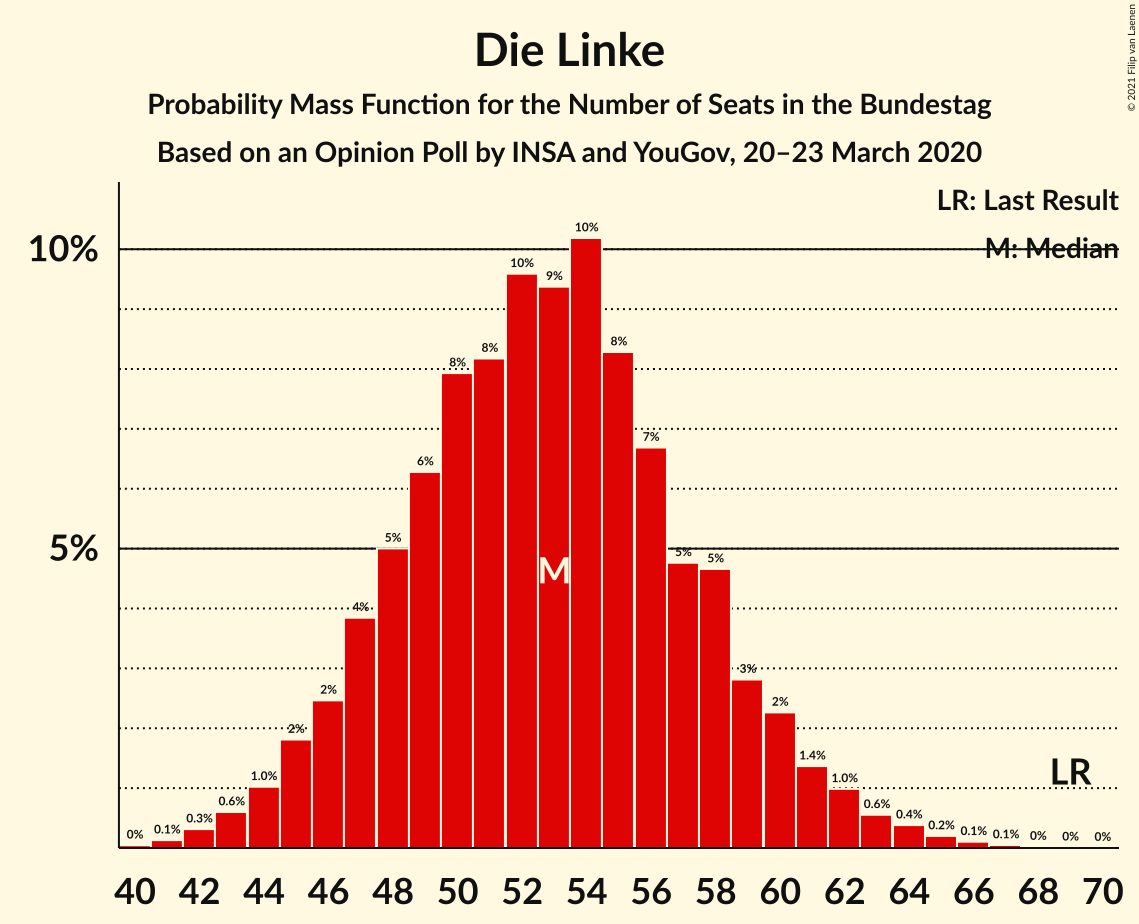 Die Linke
Probability Mass Function for the Number of Seats in the Bundestag
Based on an Opinion Poll by INSA and YouGov, 20–23 March 2020
© 2021 Filip van Laenen
LR: Last Result
M: Median
10%
5%
0% 0.1% 0.3% 0.6% 1.0% 2% 2% 4% 5% 6% 8% 8% 10% 9% 10% 8% 7% 5% 5% 3% 2% 1.4% 1.0% 0.6% 0.4% 0.2% 0.1% 0.1% 0% 0% 0%
M
LR
40 42 44 46 48 50 52 54 56 58 60 62 64 66 68 70